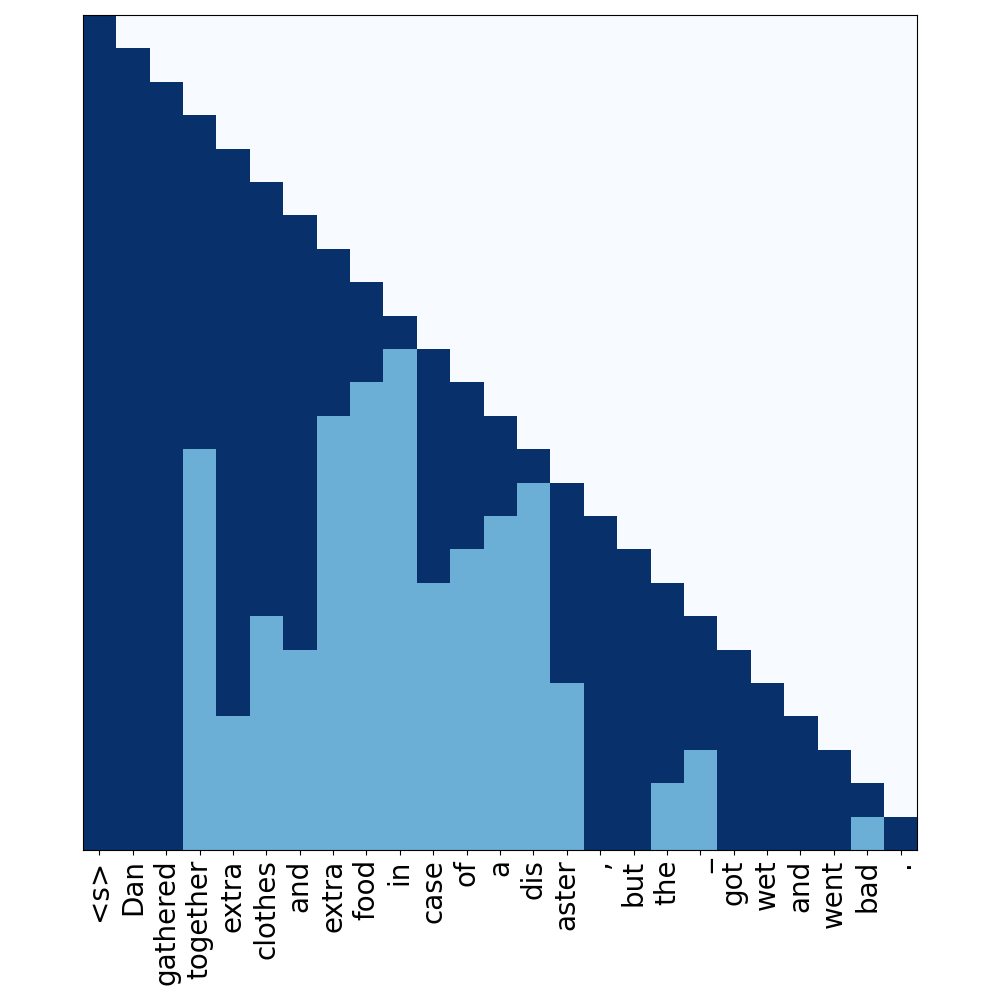 <s> Dan gathered together extra clothes and extra food in case of a dis aster , but the _ got wet and went bad .